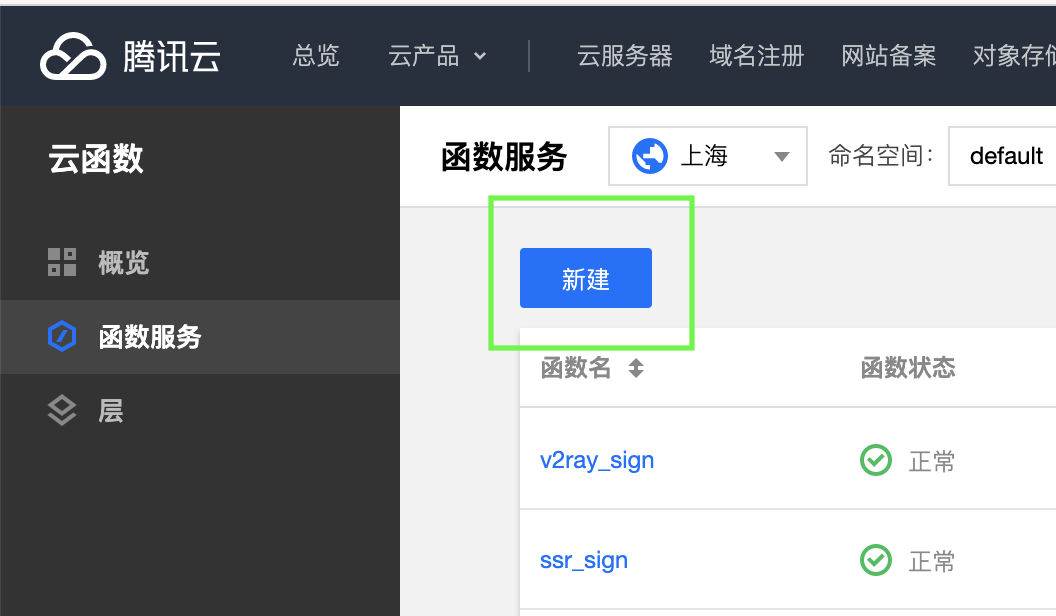 腾讯云 总览 云产品 云服务器 域名注册 网站备案 对象存储
云函数 函数服务 上海 命名空间: default
概览
新建
函数服务
函数名 函数状态
层
v2ray_sign 正常
ssr_sign 正常